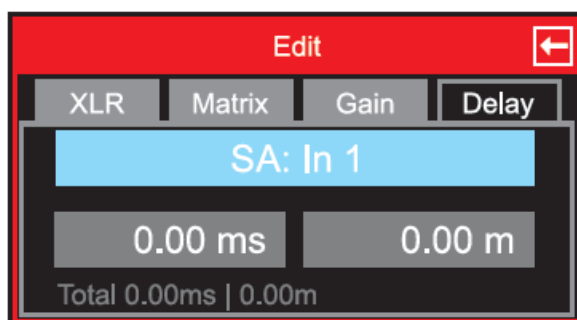 Edit
XLR Matrix Gain Delay
SA: In 1
0.00 ms 0.00 m
Total 0.00ms | 0.00m